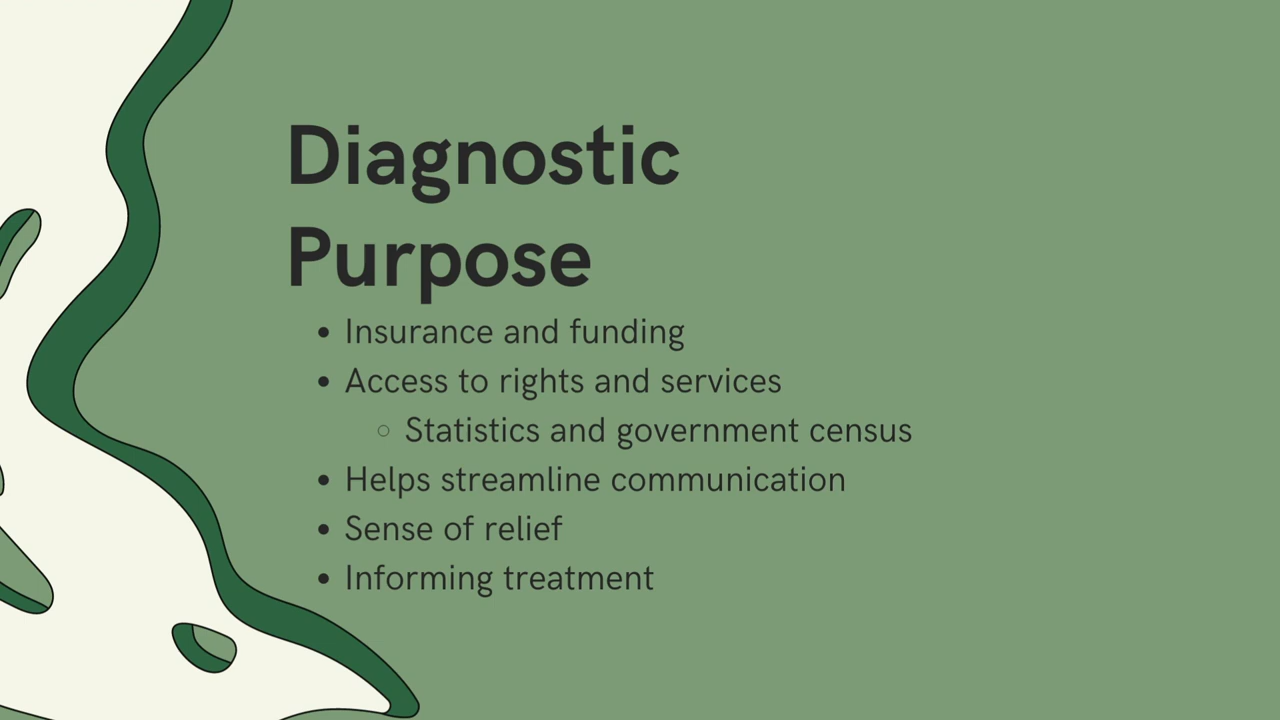 Diagnostic
Purpose
• Insurance and funding
• Access to rights and services
◦ Statistics and government census
• Helps streamline communication
• Sense of relief
• Informing treatment